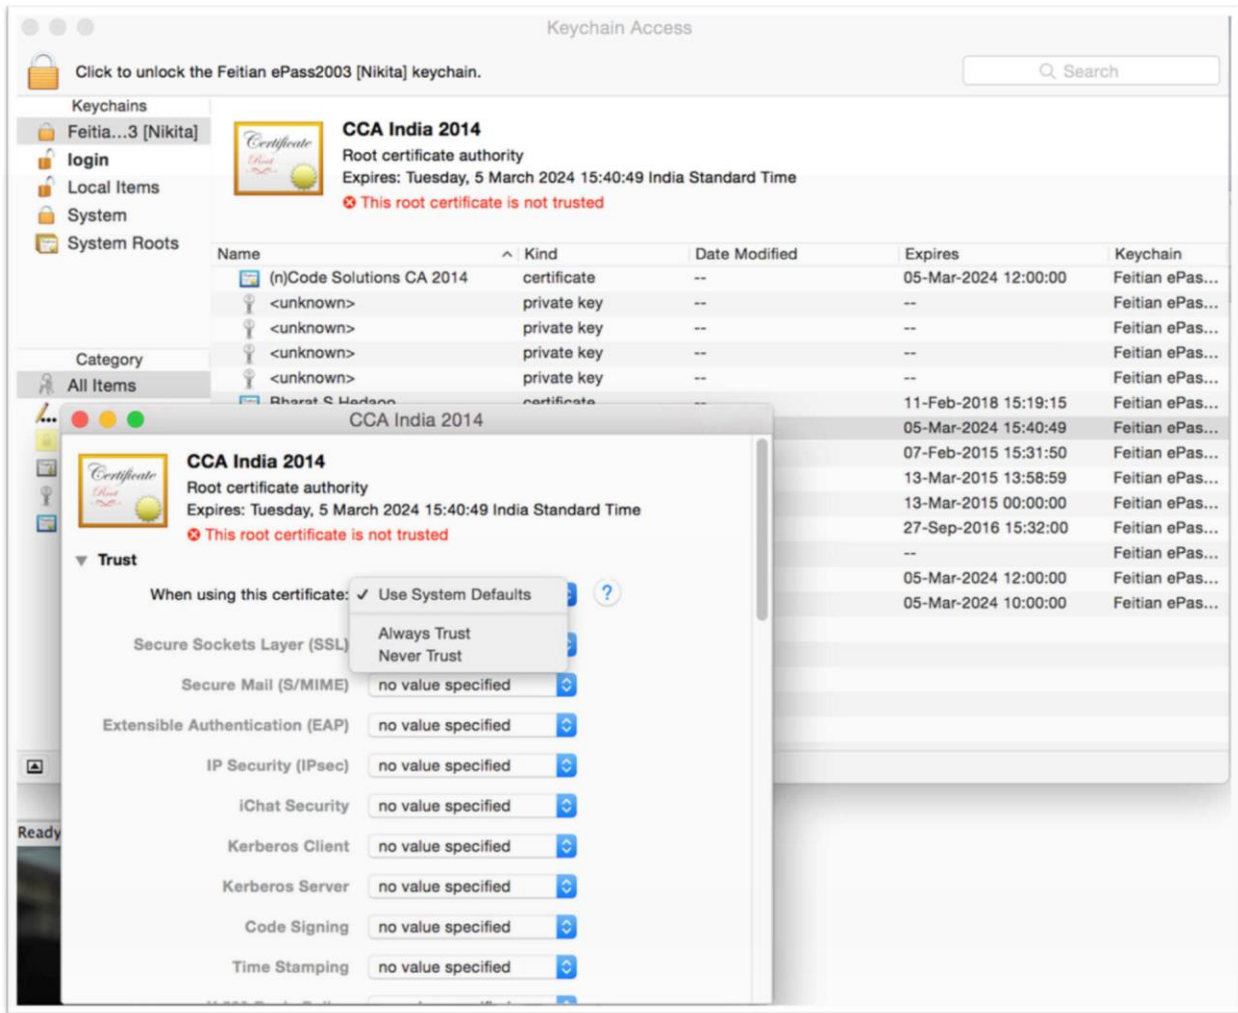 Keychain Access
Click to unlock the Feitian ePass2003 [Nikita] keychain.
Search
Keychains
Feitia...3 [Nikita]
login
Local Items
System
System Roots
Certificate
Root
CCA India 2014
Root certificate authority
Expires: Tuesday, 5 March 2024 15:40:49 India Standard Time
This root certificate is not trusted
Name Kind Date Modified Expires Keychain
(n)Code Solutions CA 2014 certificate -- 05-Mar-2024 12:00:00 Feitian ePas...
<unknown> private key -- -- Feitian ePas...
<unknown> private key -- -- Feitian ePas...
<unknown> private key -- -- Feitian ePas...
<unknown> private key -- -- Feitian ePas...
Bharat S certificate -- 11-Feb-2018 15:19:15 Feitian ePas...
05-Mar-2024 15:40:49 Feitian ePas...
07-Feb-2015 15:31:50 Feitian ePas...
13-Mar-2015 13:58:59 Feitian ePas...
13-Mar-2015 00:00:00 Feitian ePas...
27-Sep-2016 15:32:00 Feitian ePas...
-- Feitian ePas...
05-Mar-2024 12:00:00 Feitian ePas...
05-Mar-2024 10:00:00 Feitian ePas...
Category
All Items
CCA India 2014
Certificate
Root
CCA India 2014
Root certificate authority
Expires: Tuesday, 5 March 2024 15:40:49 India Standard Time
This root certificate is not trusted
Trust
When using this certificate: ✓ Use System Defaults ?
Always Trust
Never Trust
Secure Sockets Layer (SSL)
Secure Mail (S/MIME) no value specified
Extensible Authentication (EAP) no value specified
IP Security (IPsec) no value specified
iChat Security no value specified
Kerberos Client no value specified
Kerberos Server no value specified
Code Signing no value specified
Time Stamping no value specified
Ready